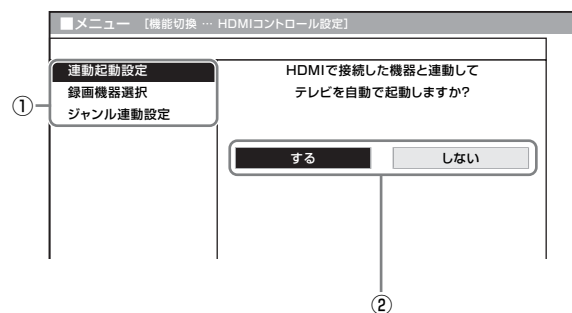 ■メニュー [機能切換 … HDMIコントロール設定]
連動起動設定
録画機器選択
ジャンル連動設定
①
HDMIで接続した機器と連動して
テレビを自動で起動しますか?
する
しない
②